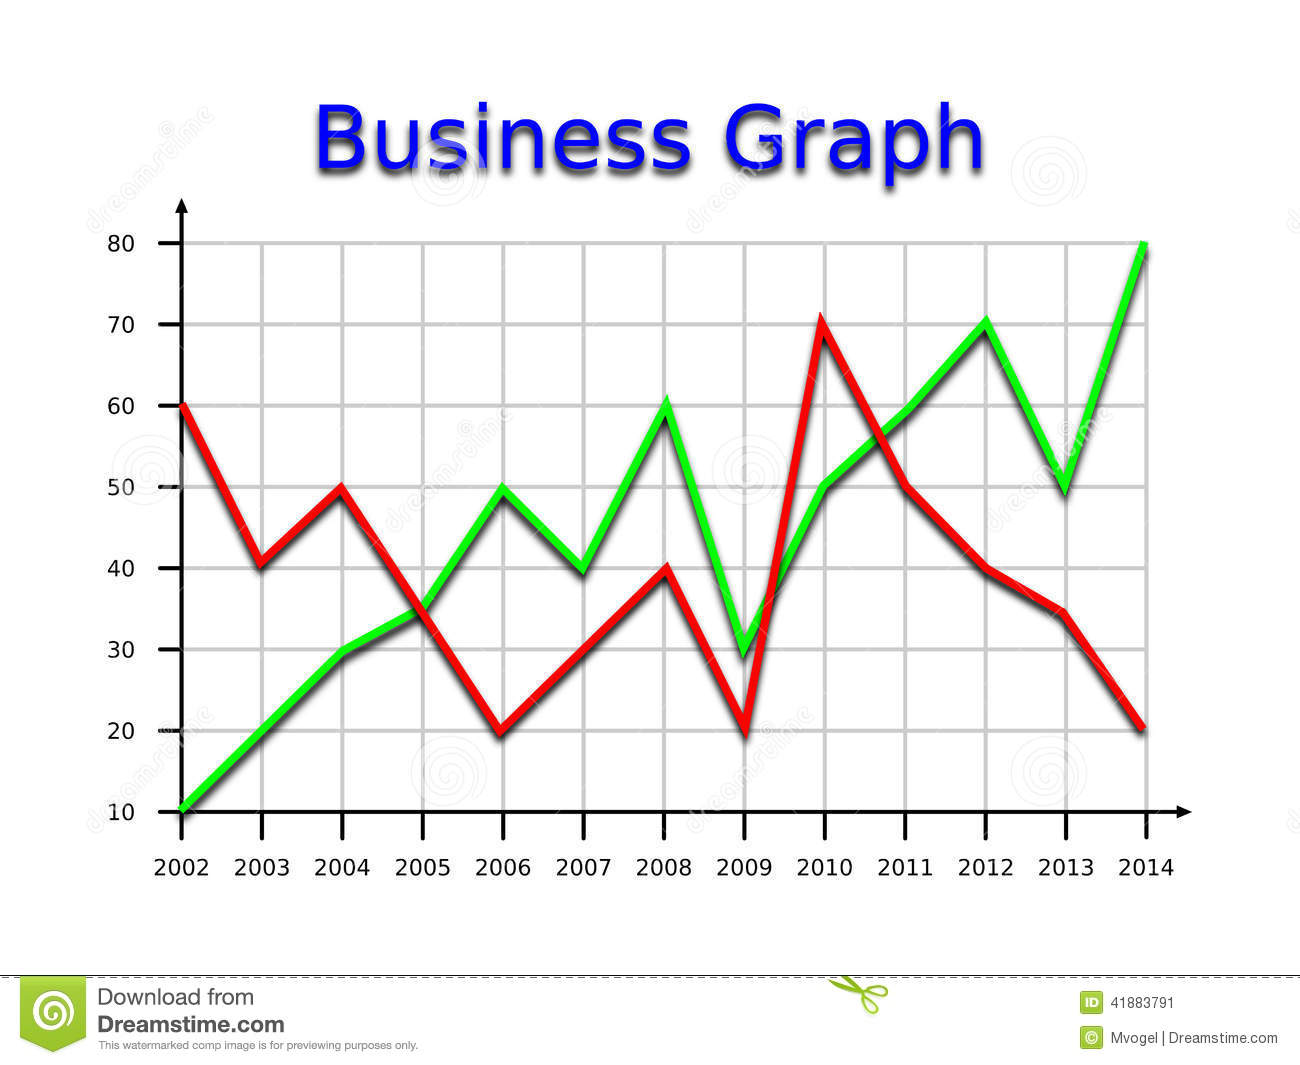 Business Graph
80
70
60
50
40
30
20
10
2002 2003 2004 2005 2006 2007 2008 2009 2010 2011 2012 2013 2014
dreamstime
Download from
Dreamstime.com
This watermarked comp image is for previewing purposes only.
ID 41883791
© Mvogel | Dreamstime.com